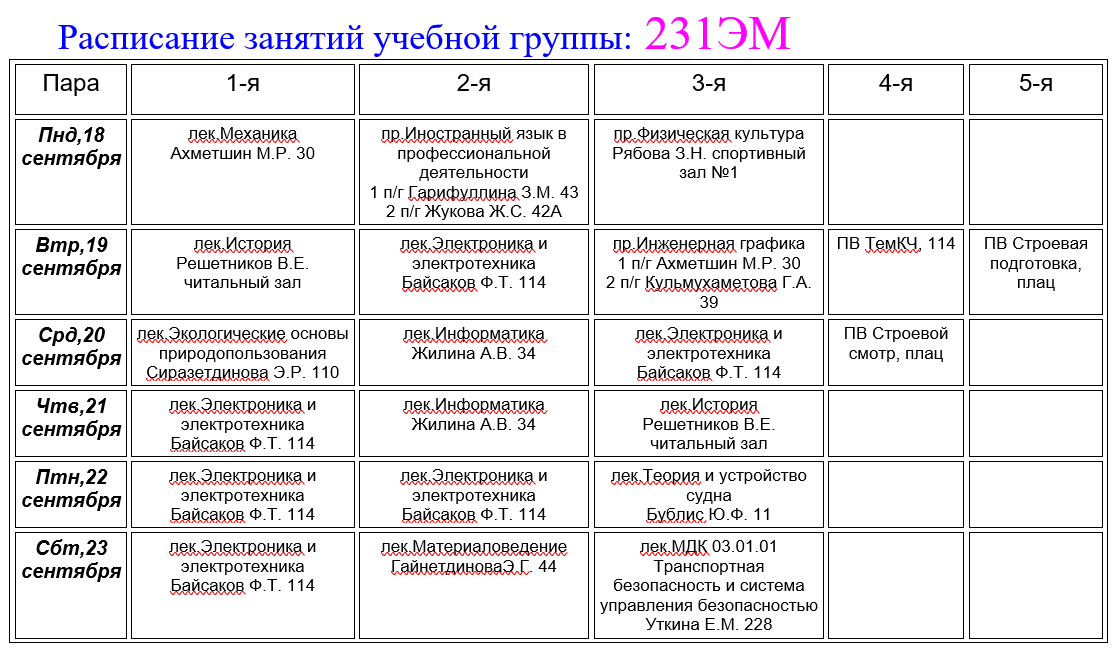 Расписание занятий учебной группы: 231ЭМ
Пара
1-я
2-я
3-я
4-я
5-я
Пнд,18
сентября
лек.Механика
Ахметшин М.Р. 30
пр.Иностранный язык в
профессиональной
деятельности
1 п/г Гарифуллина З.М. 43
2 п/г Жукова Ж.С. 42А
пр.Физическая культура
Рябова З.Н. спортивный
зал №1
Втр,19
сентября
лек.История
Решетников В.Е.
читальный зал
лек.Электроника и
электротехника
Байсаков Ф.Т. 114
пр.Инженерная графика
1 п/г Ахметшин М.Р. 30
2 п/г Кульмухаметова Г.А.
39
ПВ ТемКЧ, 114
ПВ Строевая
подготовка,
плац
Срд,20
сентября
лек.Экологические основы
природопользования
Сиразетдинова Э.Р. 110
лек.Информатика
Жилина А.В. 34
лек.Электроника и
электротехника
Байсаков Ф.Т. 114
ПВ Строевой
смотр, плац
Чтв,21
сентября
лек.Электроника и
электротехника
Байсаков Ф.Т. 114
лек.Информатика
Жилина А.В. 34
лек.История
Решетников В.Е.
читальный зал
Птн,22
сентября
лек.Электроника и
электротехника
Байсаков Ф.Т. 114
лек.Электроника и
электротехника
Байсаков Ф.Т. 114
лек.Теория и устройство
судна
Бублис Ю.Ф. 11
Сбт,23
сентября
лек.Электроника и
электротехника
Байсаков Ф.Т. 114
лек.Материаловедение
ГайнетдиноваЭ.Г. 44
лек.МДК 03.01.01
Транспортная
безопасность и система
управления безопасностью
Уткина Е.М. 228